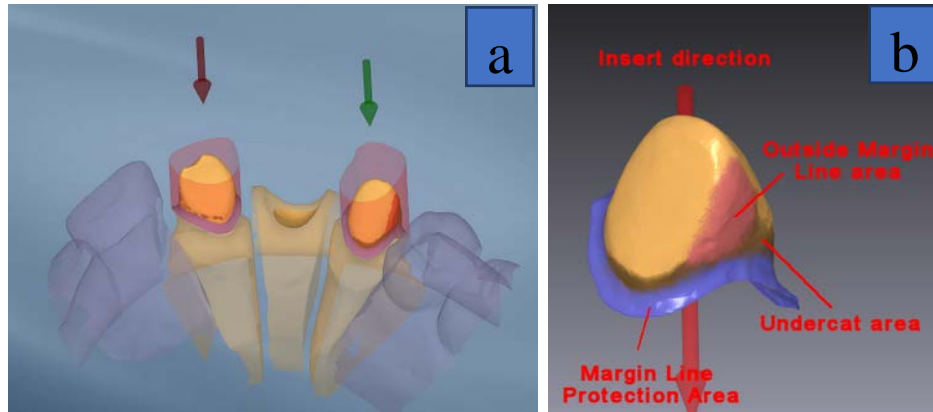 a
b
Insert direction
Outside Margin
Line area
Undercat area
Margin Line
Protection Area